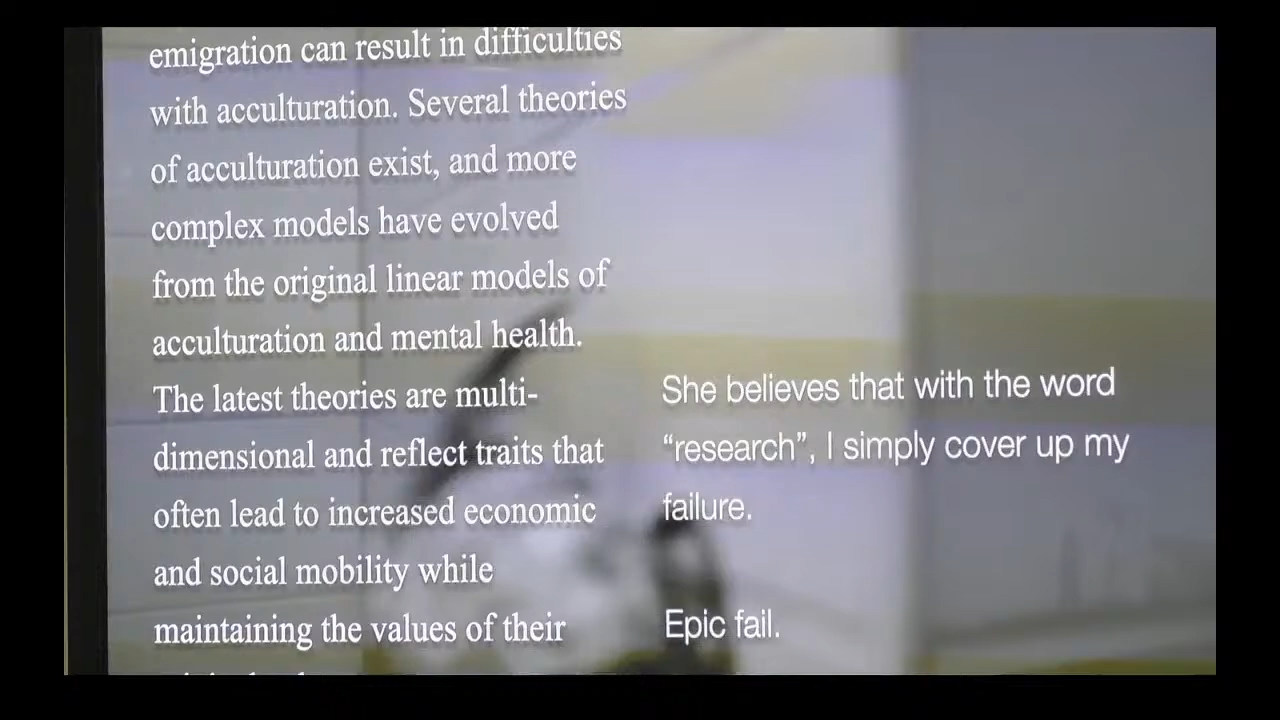 emigration can result in difficulties
with acculturation. Several theories
of acculturation exist, and more
complex models have evolved
from the original linear models of
acculturation and mental health.
The latest theories are multi-
dimensional and reflect traits that
often lead to increased economic
and social mobility while
maintaining the values of their
She believes that with the word
“research”, I simply cover up my
failure.
Epic fail.